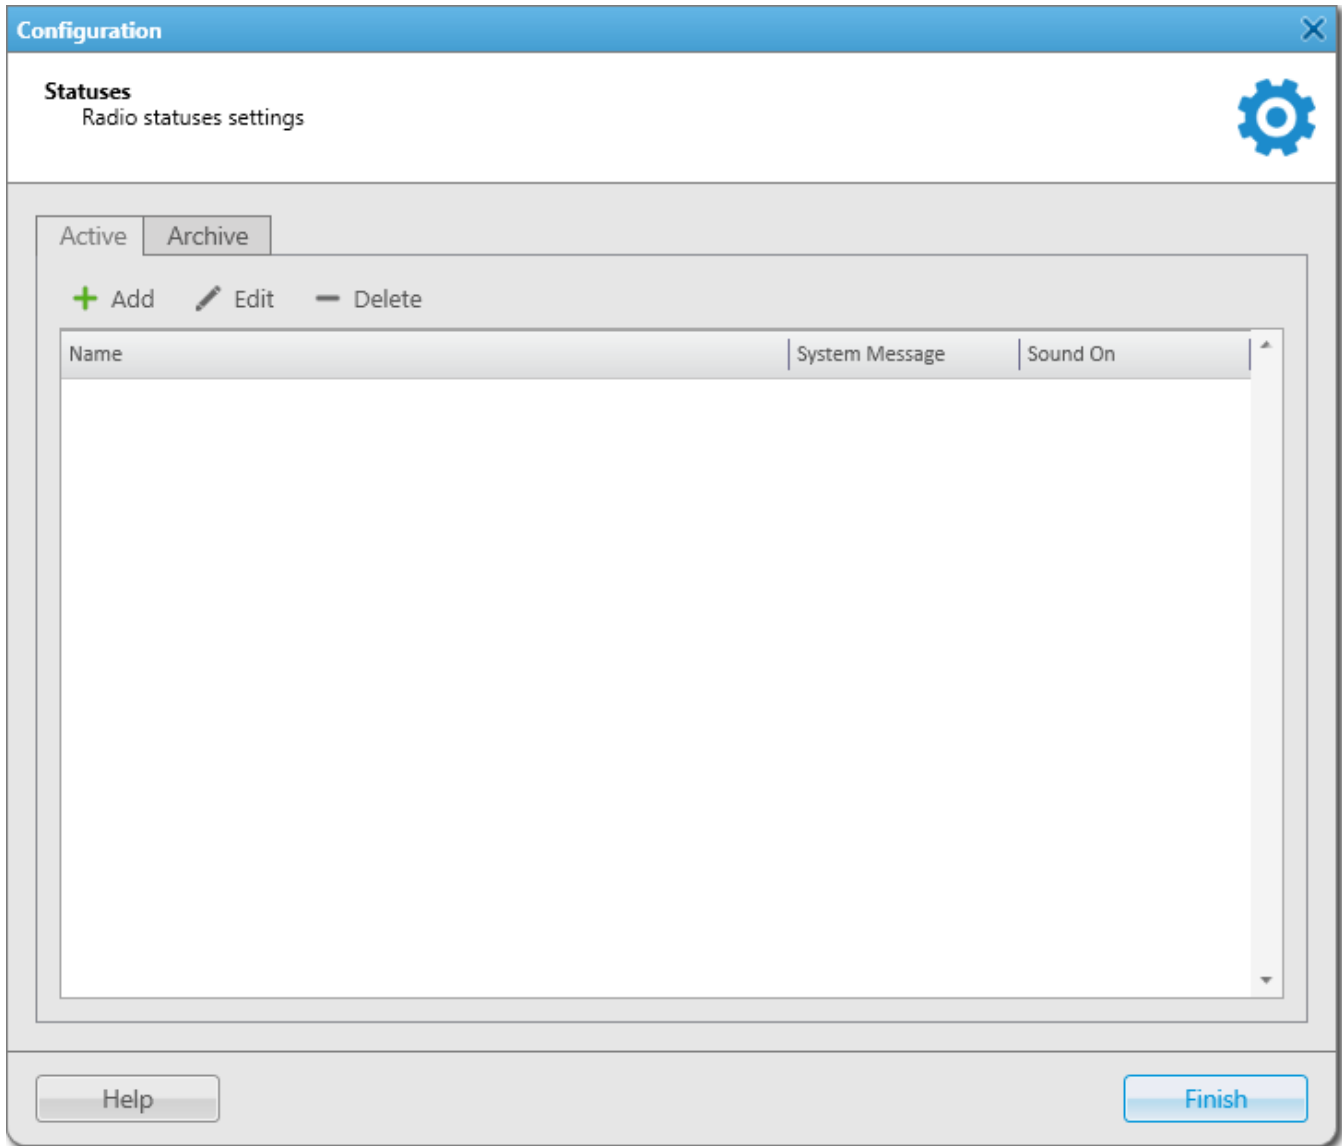 Configuration
Statuses
Radio statuses settings
Active Archive
Add Edit Delete
Name System Message Sound On
Help Finish